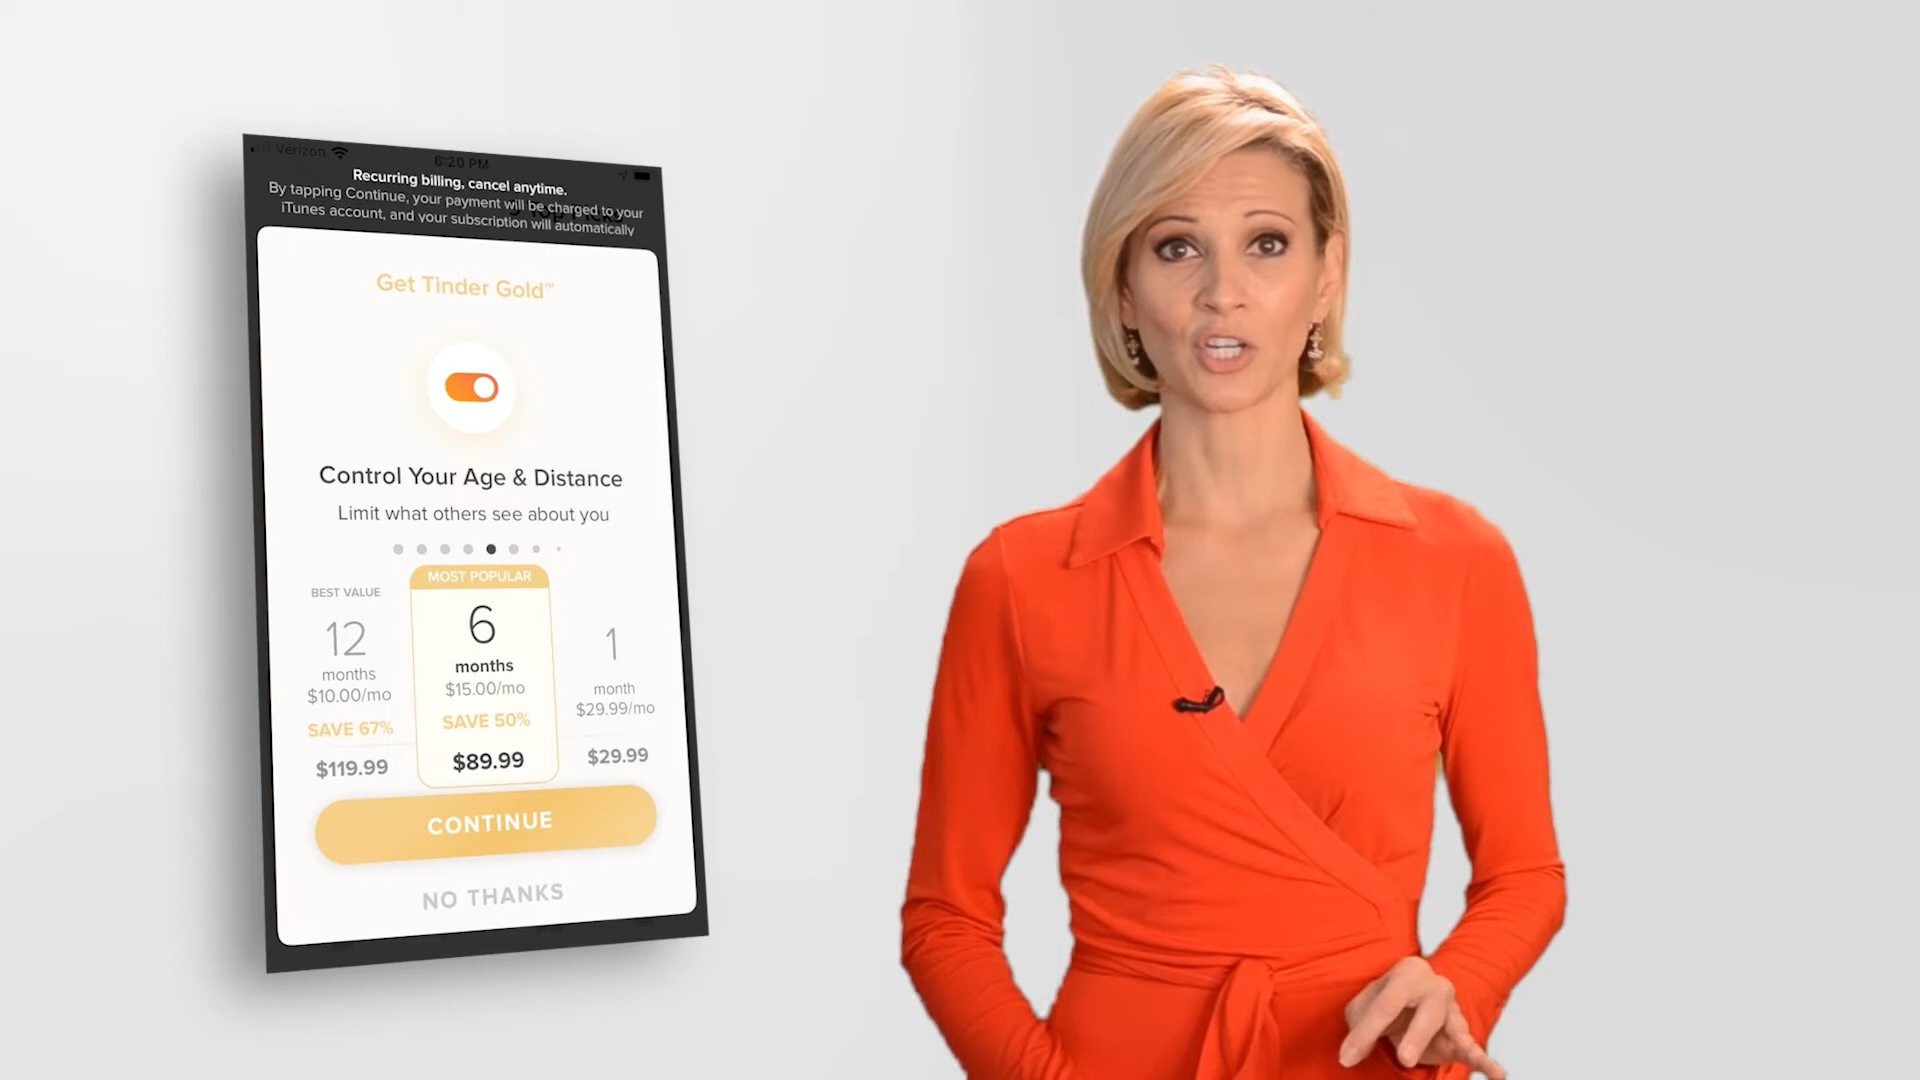 Verizon
6:20 PM
Recurring billing, cancel anytime.
By tapping Continue, your payment will be charged to your
iTunes account, and your subscription will automatically
Get Tinder Gold™
Control Your Age & Distance
Limit what others see about you
MOST POPULAR
BEST VALUE
12
months
$10.00/mo
SAVE 67%
$119.99
6
months
$15.00/mo
SAVE 50%
$89.99
1
month
$29.99/mo
$29.99
CONTINUE
NO THANKS